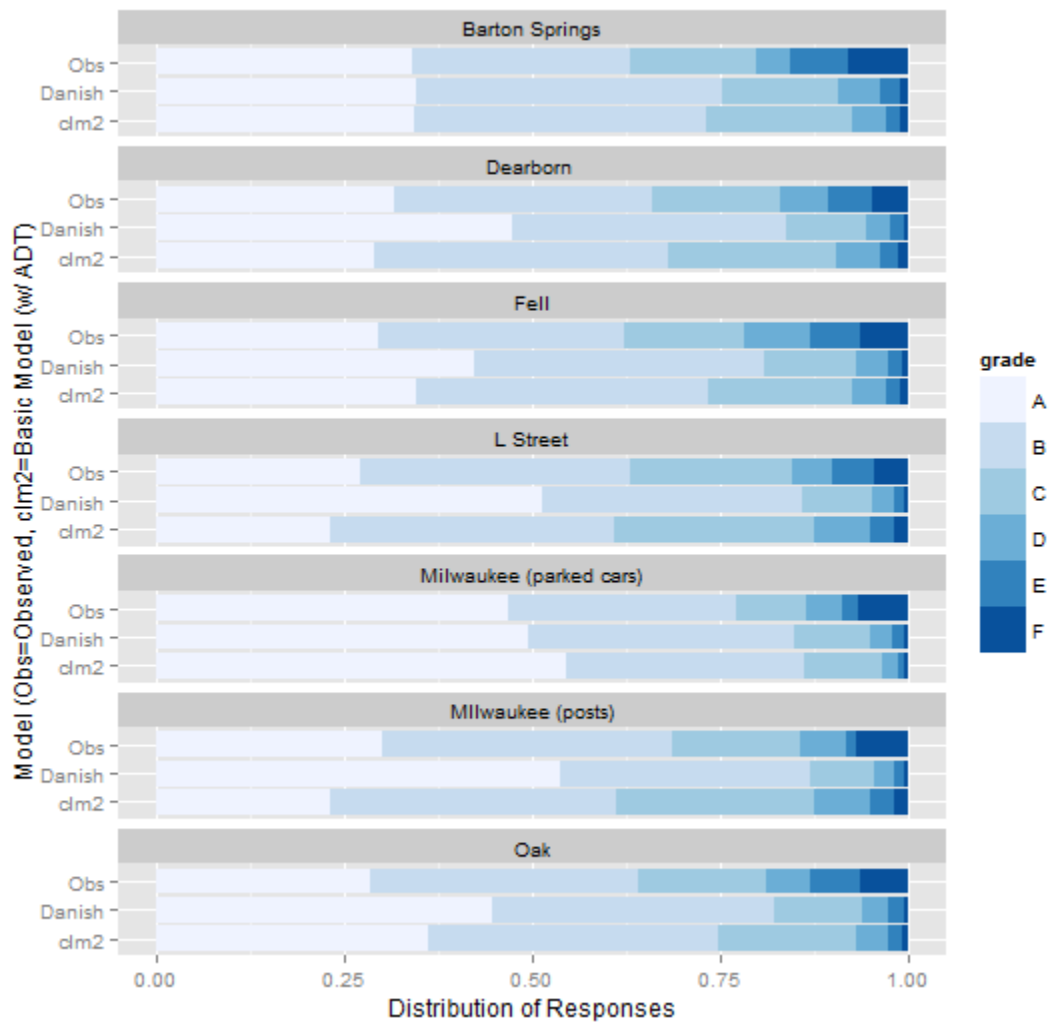 Barton Springs
Obs
Danish
clm2
Dearborn
Obs
Danish
clm2
Fell
Obs
Danish
clm2
L Street
Obs
Danish
clm2
Milwaukee (parked cars)
Obs
Danish
clm2
MIlwaukee (posts)
Obs
Danish
clm2
Oak
Obs
Danish
clm2
0.00
0.25
0.50
0.75
1.00
Distribution of Responses
Model (Obs=Observed, clm2=Basic Model (w/ ADT)
grade
A
B
C
D
E
F